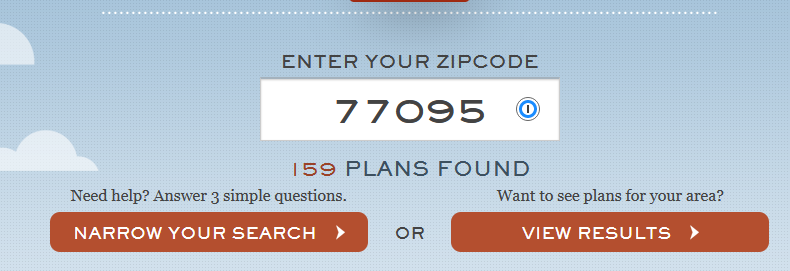 ENTER YOUR ZIPCODE
77095
159 PLANS FOUND
Need help? Answer 3 simple questions.
Want to see plans for your area?
NARROW YOUR SEARCH
OR
VIEW RESULTS